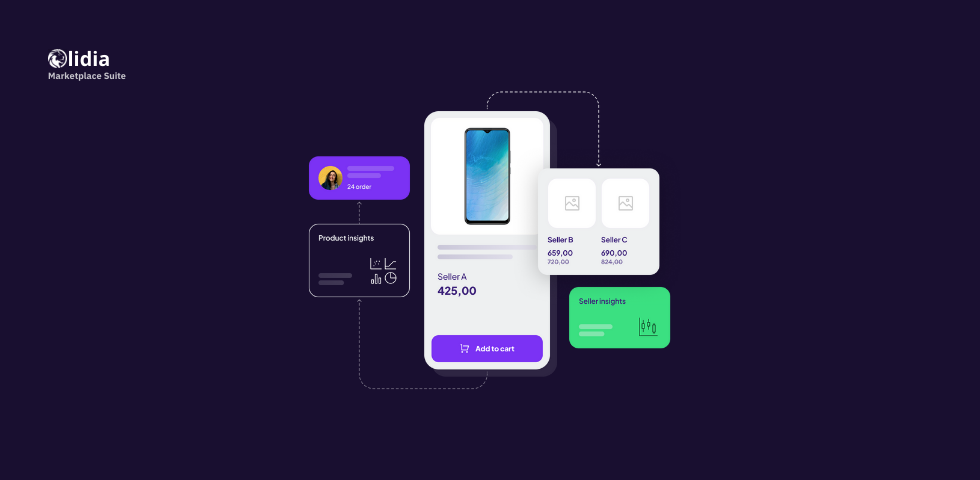 Olidia
Marketplace Suite
24 order
Product insights
Seller A
425,00
Add to cart
Seller B
659,00
720,00
Seller C
690,00
824,00
Seller insights